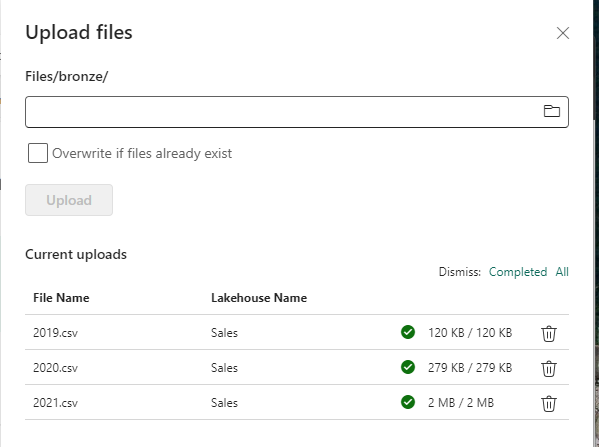 Upload files
Files/bronze/
Overwrite if files already exist
Upload
Current uploads
Dismiss: Completed All
File Name Lakehouse Name
2019.csv Sales 120 KB / 120 KB
2020.csv Sales 279 KB / 279 KB
2021.csv Sales 2 MB / 2 MB